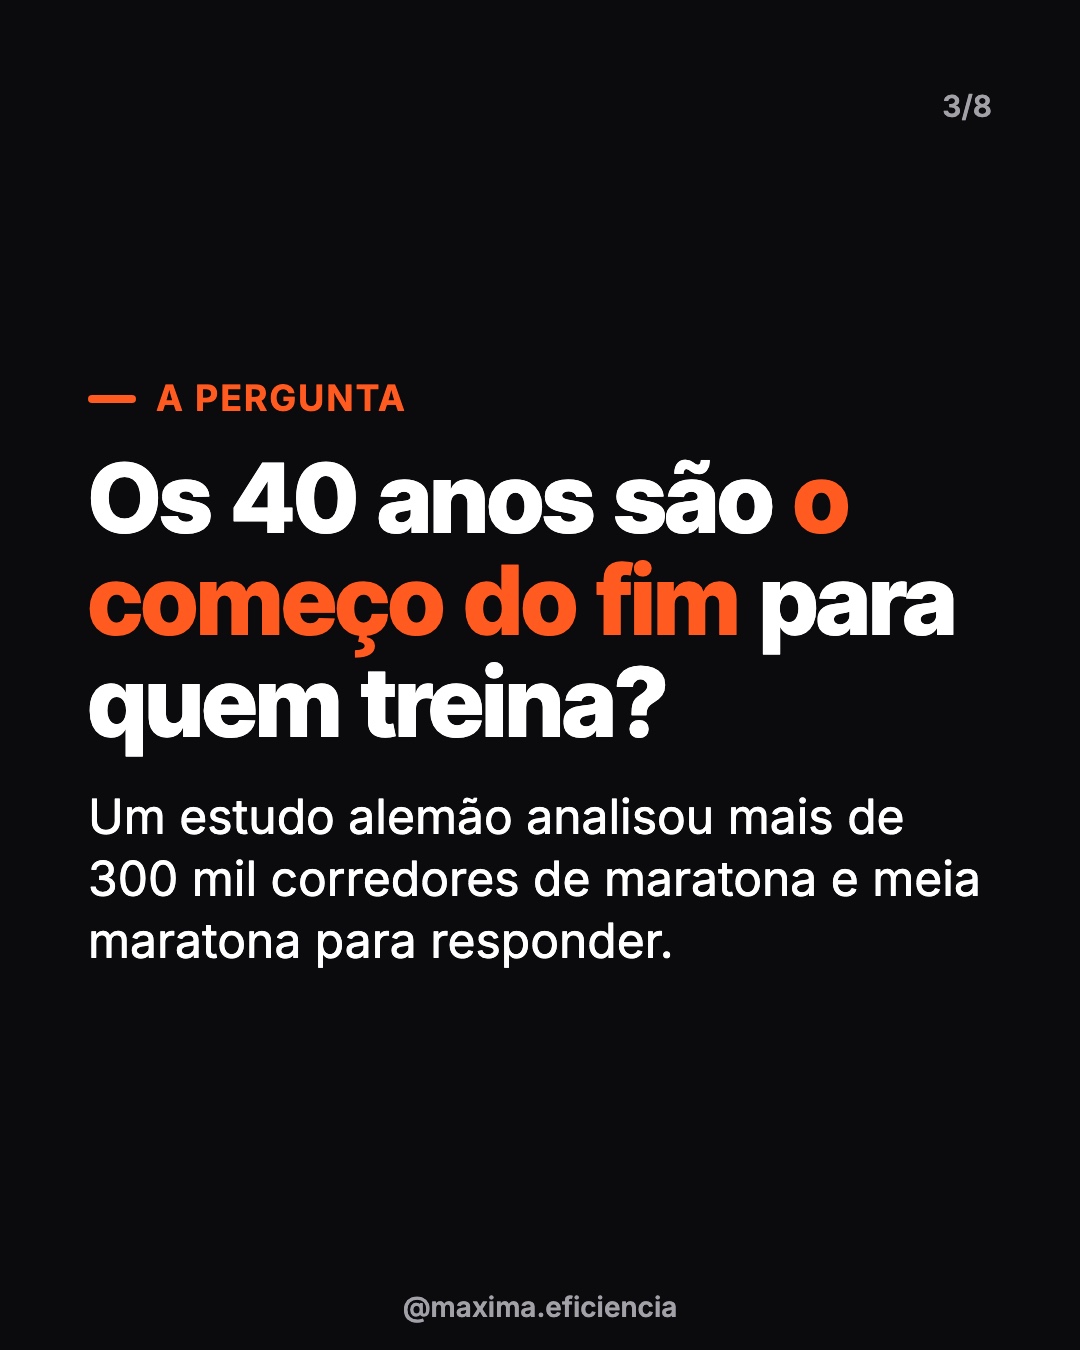 3/8
A PERGUNTA
Os 40 anos são o
começo do fim para
quem treina?
Um estudo alemão analisou mais de
300 mil corredores de maratona e meia
maratona para responder.
@maxima.eficiencia